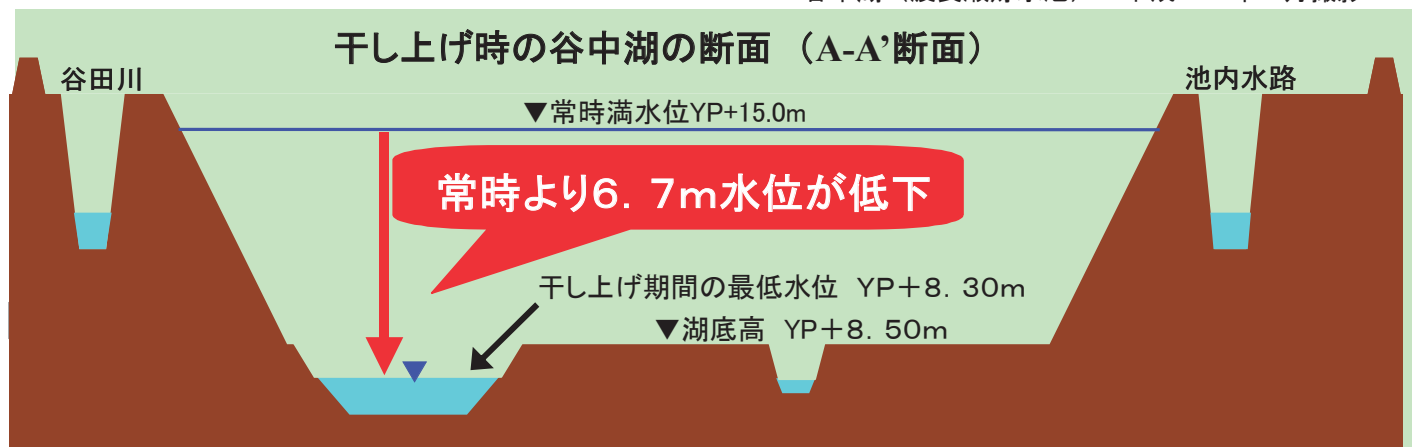 干し上げ時の谷中湖の断面 （A-A’断面）
谷田川
池内水路
▼常時満水位YP+15.0m
常時より6．7m水位が低下
干し上げ期間の最低水位 YP＋8．30m
▼湖底高 YP＋8．50m